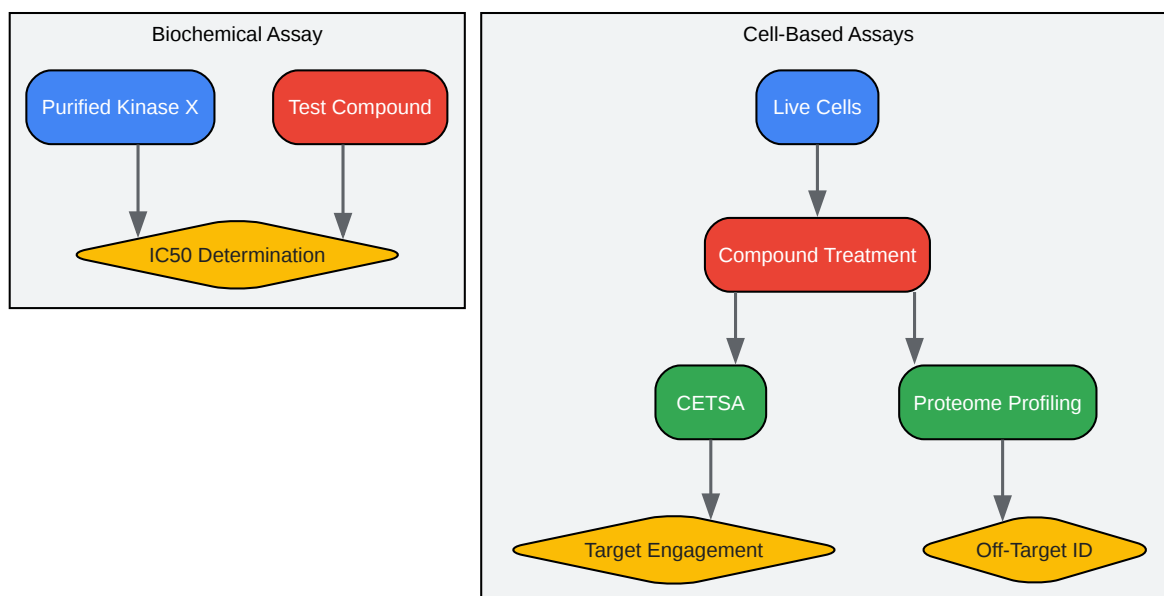 Biochemical Assay
Purified Kinase X
Test Compound
IC50 Determination
Cell-Based Assays
Live Cells
Compound Treatment
CETSA
Proteome Profiling
Target Engagement
Off-Target ID